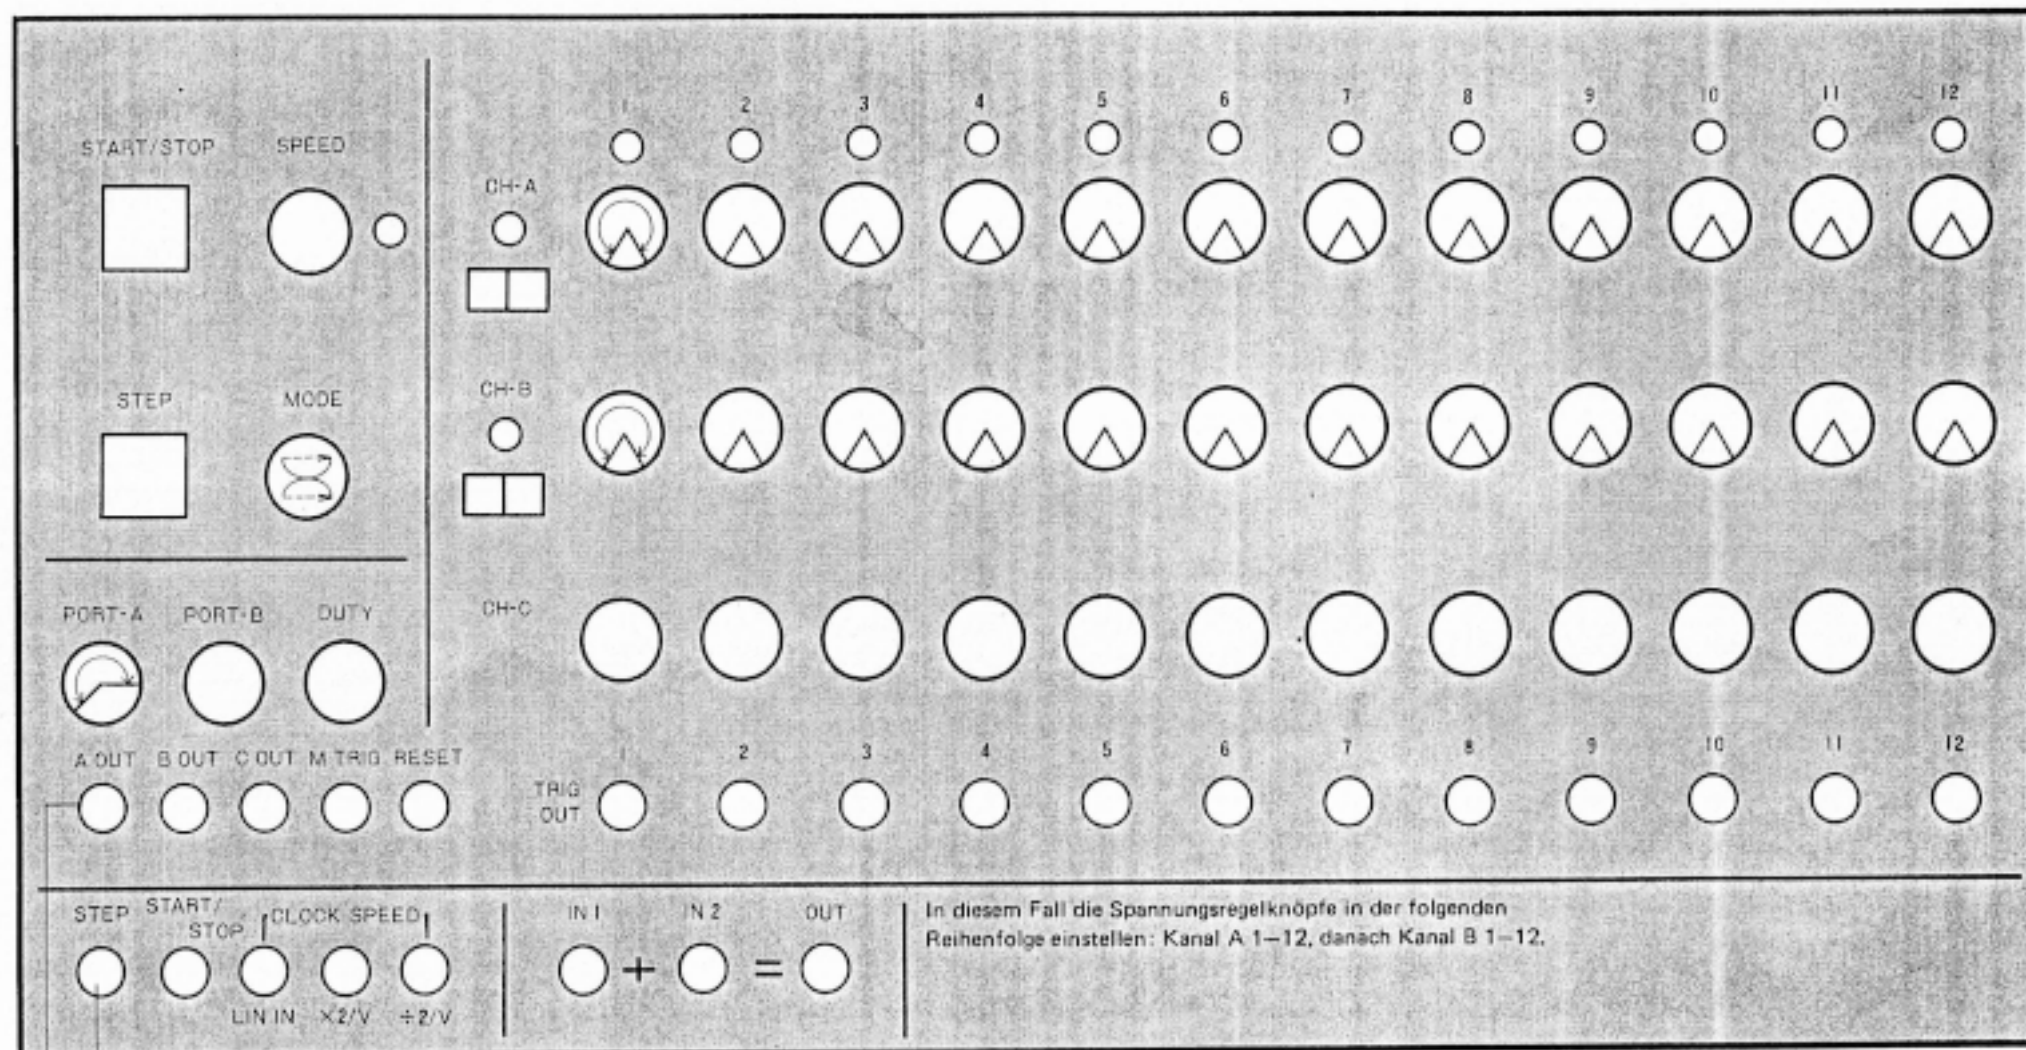 1 2 3 4 5 6 7 8 9 10 11 12
START/STOP SPEED
CH-A
STEP MODE
CH-B
PORT-A PORT-B DUTY
CH-C
A OUT B OUT C OUT M TRIG RESET
1 2 3 4 5 6 7 8 9 10 11 12
TRIG
OUT
STEP START/
STOP CLOCK SPEED
LIN IN ×2/V ÷2/V
IN 1 + IN 2 = OUT
In diesem Fall die Spannungsregelknöpfe in der folgenden
Reihenfolge einstellen: Kanal A 1–12, danach Kanal B 1–12.